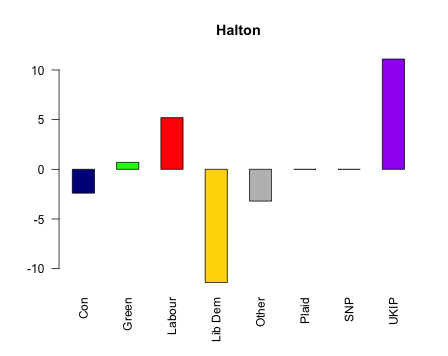 Halton
10
5
0
-5
-10
Con
Green
Labour
Lib Dem
Other
Plaid
SNP
UKIP